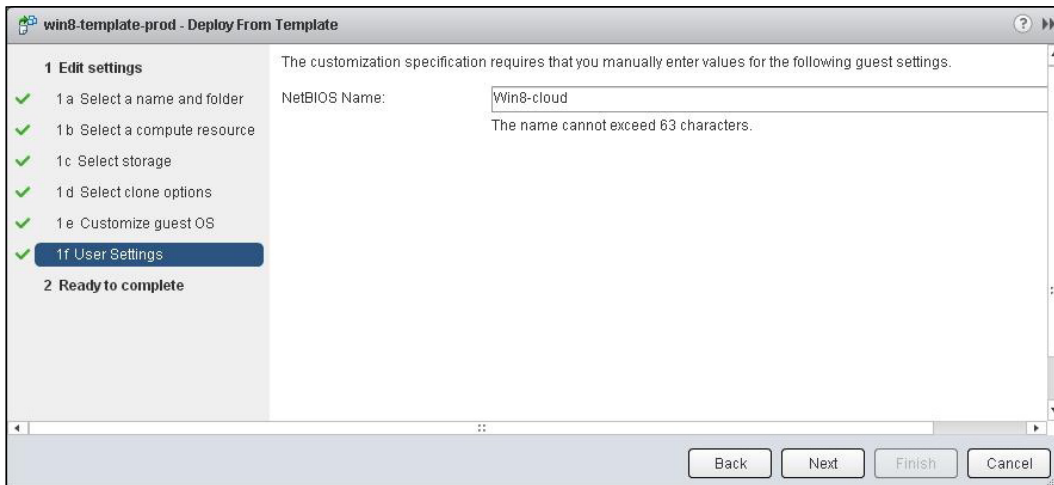 win8-template-prod - Deploy From Template
1 Edit settings
1a Select a name and folder
1b Select a compute resource
1c Select storage
1d Select clone options
1e Customize guest OS
1f User Settings
2 Ready to complete
The customization specification requires that you manually enter values for the following guest settings.
NetBIOS Name: Win8-cloud
The name cannot exceed 63 characters.
Back Next Finish Cancel